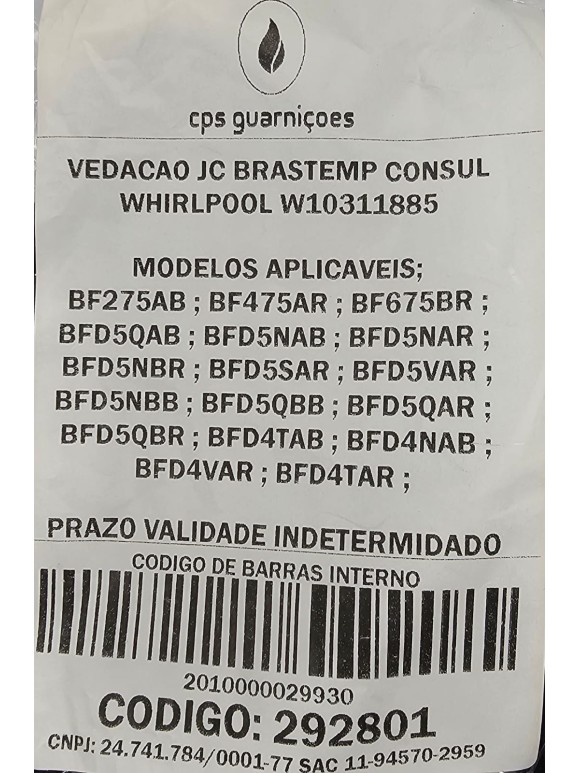 cps guarniçoes
VEDACAO JC BRASTEMP CONSUL
WHIRLPOOL W10311885
MODELOS APLICAVEIS;
BF275AB ; BF475AR ; BF675BR ;
BFD5QAB ; BFD5NAB ; BFD5NAR ;
BFD5NBR ; BFD5SAR ; BFD5VAR ;
BFD5NBB ; BFD5QBB ; BFD5QAR ;
BFD5QBR ; BFD4TAB ; BFD4NAB ;
BFD4VAR ; BFD4TAR ;
PRAZO VALIDADE INDETERMIDADO
CODIGO DE BARRAS INTERNO
2010000029930
CODIGO: 292801
CNPJ: 24.741.784/0001-77 SAC 11-94570-2959